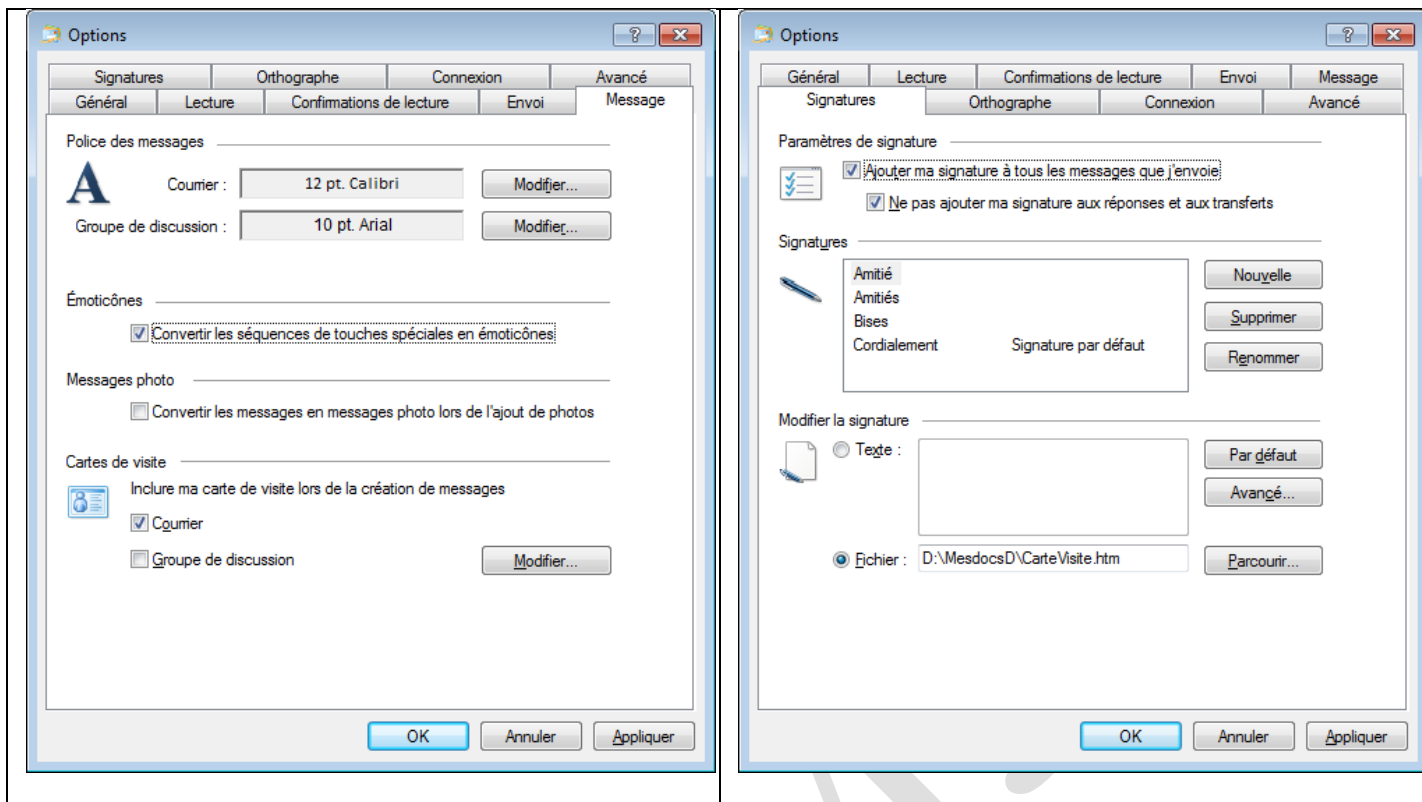 Options
Signatures Orthographe Connexion Avancé
Général Lecture Confirmations de lecture Envoi Message
Police des messages
A
Courrier : 12 pt. Calibri Modifier...
Groupe de discussion : 10 pt. Arial Modifier...
Émoticônes
Convertir les séquences de touches spéciales en émoticônes
Messages photo
Convertir les messages en messages photo lors de l'ajout de photos
Cartes de visite
Inclure ma carte de visite lors de la création de messages
Courrier
Groupe de discussion Modifier...
OK Annuler Appliquer
Options
Général Lecture Confirmations de lecture Envoi Message
Signatures Orthographe Connexion Avancé
Paramètres de signature
Ajouter ma signature à tous les messages que j'envoie
Ne pas ajouter ma signature aux réponses et aux transferts
Signatures
Amitié Nouvelle
Amitiés
Bises Supprimer
Cordialement Signature par défaut
Renommer
Modifier la signature
Texte : Par défaut
Avancé...
Fichier : D:\MesdocsD\CarteVisite.htm Parcourir...
OK Annuler Appliquer